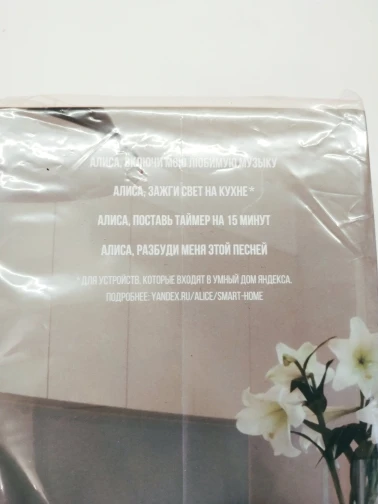 АЛИСА, ВКЛЮЧИ МОЮ ЛЮБИМУЮ МУЗЫКУ
АЛИСА, ЗАЖГИ СВЕТ НА КУХНЕ*
АЛИСА, ПОСТАВЬ ТАЙМЕР НА 15 МИНУТ
АЛИСА, РАЗБУДИ МЕНЯ ЭТОЙ ПЕСНЕЙ
*ДЛЯ УСТРОЙСТВ, КОТОРЫЕ ВХОДЯТ В УМНЫЙ ДОМ ЯНДЕКСА.
ПОДРОБНЕЕ: YANDEX.RU/ALICE/SMART-HOME